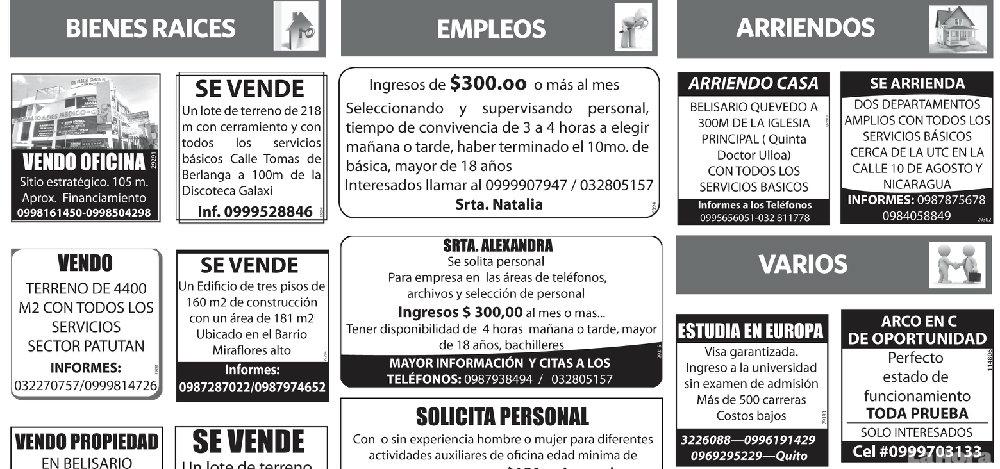 BIENES RAICES
VENDO OFICINA
Sitio estratégico. 105 m.
Aprox. Financiamiento
0998161450-0998504298
SE VENDE
Un lote de terreno de 218
m con cerramiento y con
todos los servicios
básicos Calle Tomas de
Berlanga a 100m de la
Discoteca Galaxi
Inf. 0999528846
VENDO
TERRENO DE 4400
M2 CON TODOS LOS
SERVICIOS
SECTOR PATUTAN
INFORMES:
032270757/0999814726
SE VENDE
Un Edificio de tres pisos de
160 m2 de construcción
con un área de 181 m2
Ubicado en el Barrio
Miraflores alto
Informes:
0987287022/0987974652
VENDO PROPIEDAD
EN BELISARIO
SE VENDE
Un lote de terreno
EMPLEOS
Ingresos de $300.oo o más al mes
Seleccionando y supervisando personal,
tiempo de convivencia de 3 a 4 horas a elegir
mañana o tarde, haber terminado el 10mo. de
básica, mayor de 18 años
Interesados llamar al 0999907947 / 032805157
Srta. Natalia
SRTA. ALEXANDRA
Se solita personal
Para empresa en las áreas de teléfonos,
archivos y selección de personal
Ingresos $ 300,00 al mes o mas...
Tener disponibilidad de 4 horas mañana o tarde, mayor
de 18 años, bachilleres
MAYOR INFORMACIÓN Y CITAS A LOS
TELÉFONOS: 0987938494 / 032805157
SOLICITA PERSONAL
Con o sin experiencia hombre o mujer para diferentes
actividades auxiliares de oficina edad minima de
ARRIENDOS
ARRIENDO CASA
BELISARIO QUEVEDO A
300M DE LA IGLESIA
PRINCIPAL ( Quinta
Doctor Ulloa)
CON TODOS LOS
SERVICIOS BASICOS
Informes a los Teléfonos
0995656051-032 811778
SE ARRIENDA
DOS DEPARTAMENTOS
AMPLIOS CON TODOS LOS
SERVICIOS BÁSICOS
CERCA DE LA UTC EN LA
CALLE 10 DE AGOSTO Y
NICARAGUA
INFORMES: 0987875678
0984058849
VARIOS
ESTUDIA EN EUROPA
Visa garantizada.
Ingreso a la universidad
sin examen de admisión
Más de 500 carreras
Costos bajos
3226088—0996191429
0969295229—Quito
ARCO EN C
DE OPORTUNIDAD
Perfecto
estado de
funcionamiento
TODA PRUEBA
SOLO INTERESADOS
Cel #0999703133